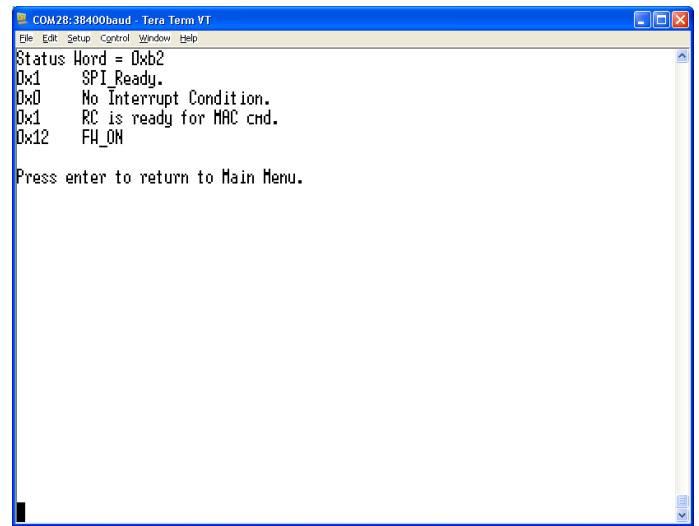 COM28:38400baud - Tera Term VT
File Edit Setup Control Window Help
Status Word = 0xb2
0x1 SPI_Ready.
0x0 No Interrupt Condition.
0x1 RC is ready for MAC cmd.
0x12 FW_ON
Press enter to return to Main Menu.